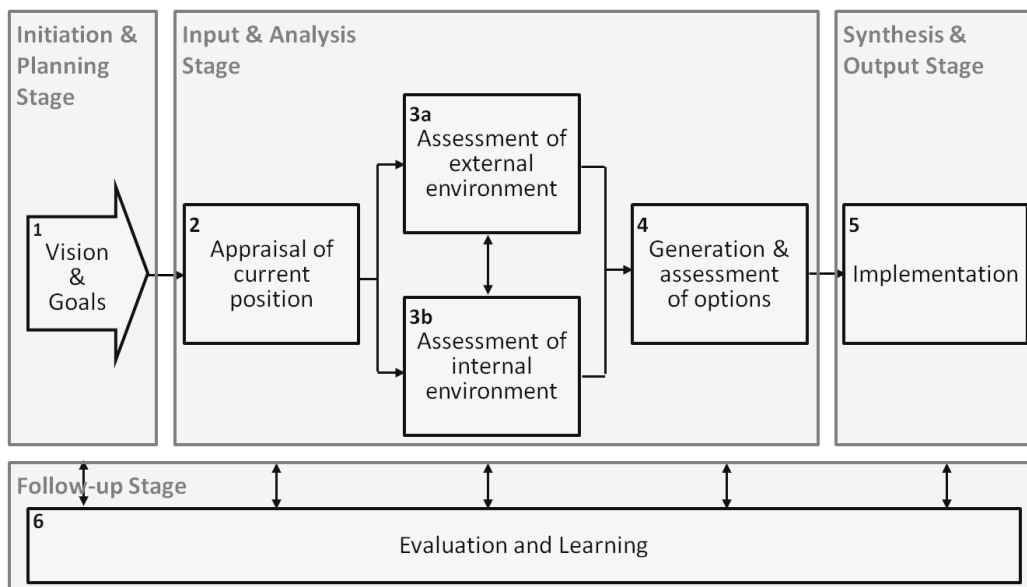 Initiation &
Planning
Stage
1
Vision
&
Goals
Input & Analysis
Stage
2
Appraisal of
current
position
3a
Assessment of
external
environment
3b
Assessment of
internal
environment
4
Generation &
assessment
of options
Synthesis &
Output Stage
5
Implementation
Follow-up Stage
6
Evaluation and Learning